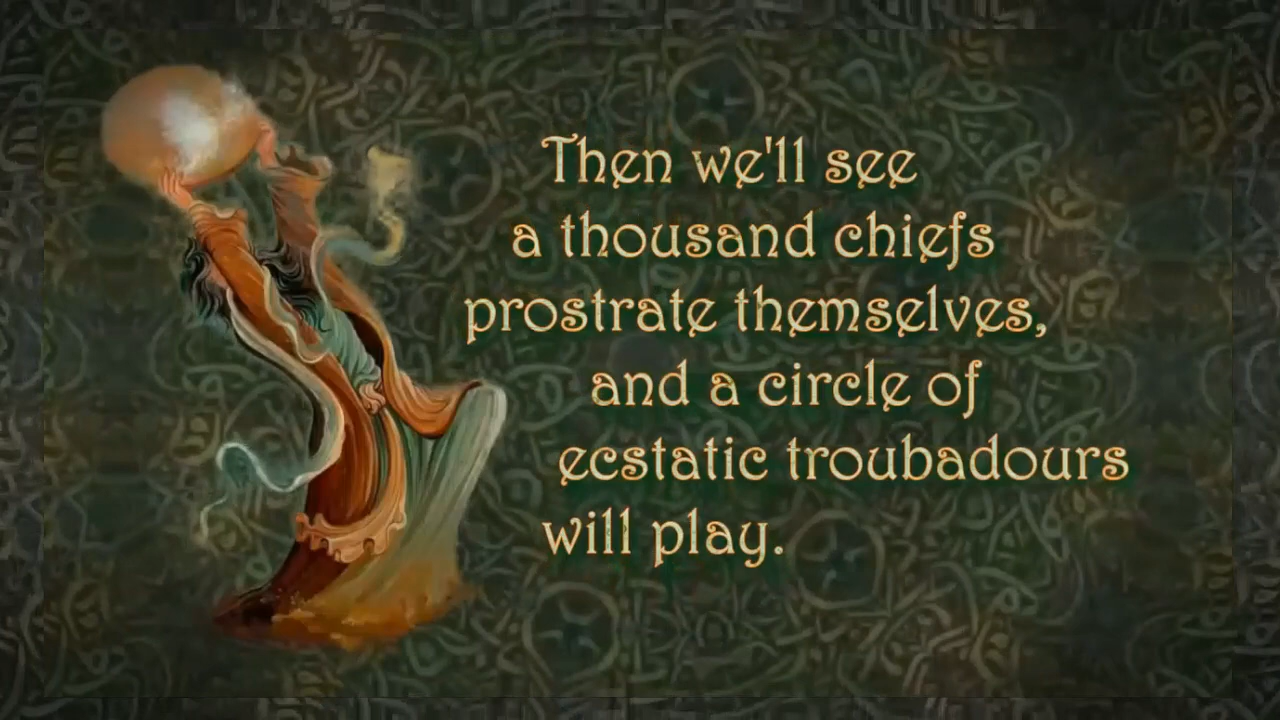 Then we'll see
a thousand chiefs
prostrate themselves,
and a circle of
ecstatic troubadours
will play.